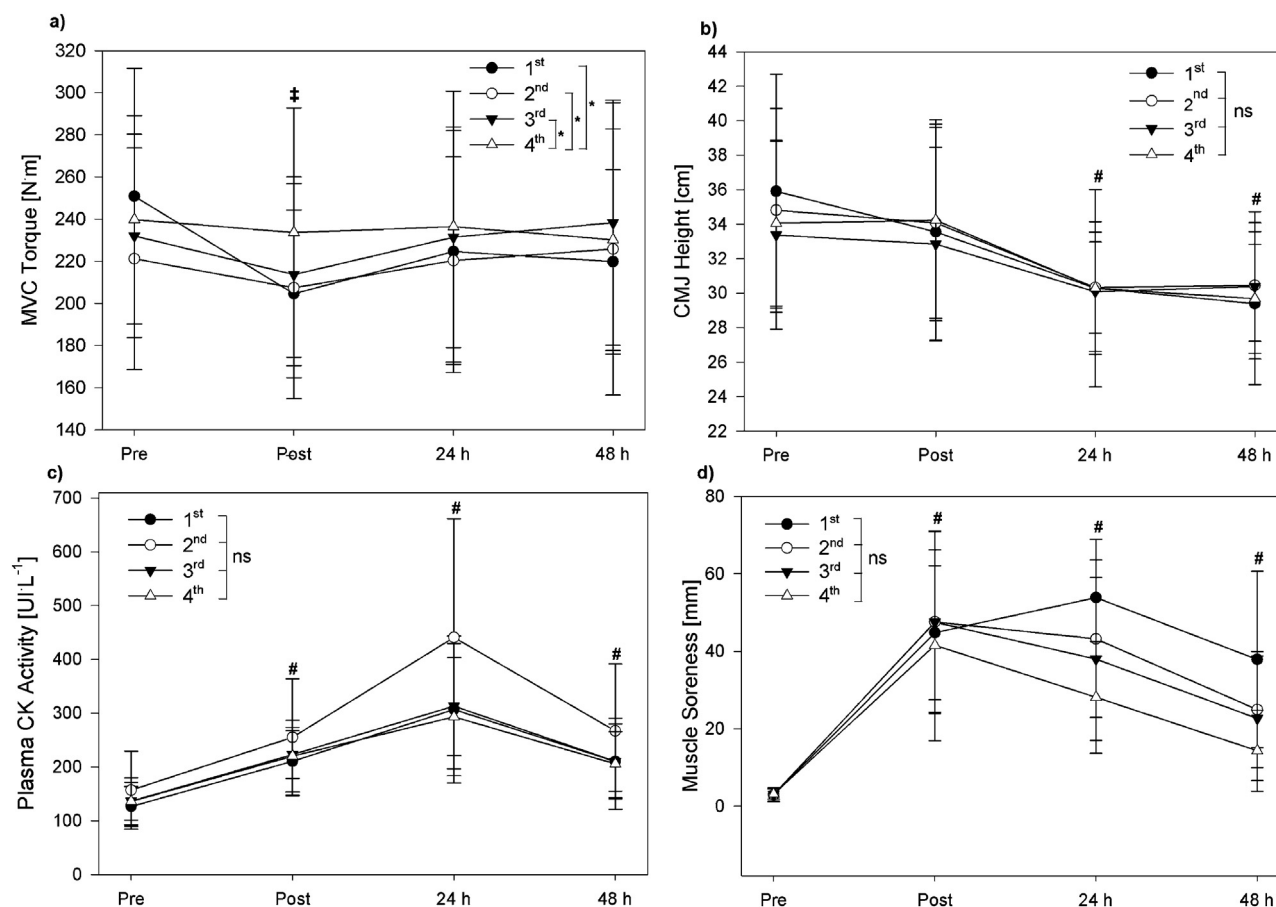 a)
MVC Torque [N·m]
320
300
280
260
240
220
200
180
160
140
‡
1st
2nd
3rd
4th
*
*
*
Pre
Post
24 h
48 h
b)
CMJ Height [cm]
44
42
40
38
36
34
32
30
28
26
24
22
1st
2nd
3rd
4th
ns
#
#
Pre
Post
24 h
48 h
c)
Plasma CK Activity [UI·L-1]
700
600
500
400
300
200
100
0
1st
2nd
3rd
4th
ns
#
#
#
Pre
Post
24 h
48 h
d)
Muscle Soreness [mm]
80
60
40
20
0
1st
2nd
3rd
4th
ns
#
#
#
Pre
Post
24 h
48 h